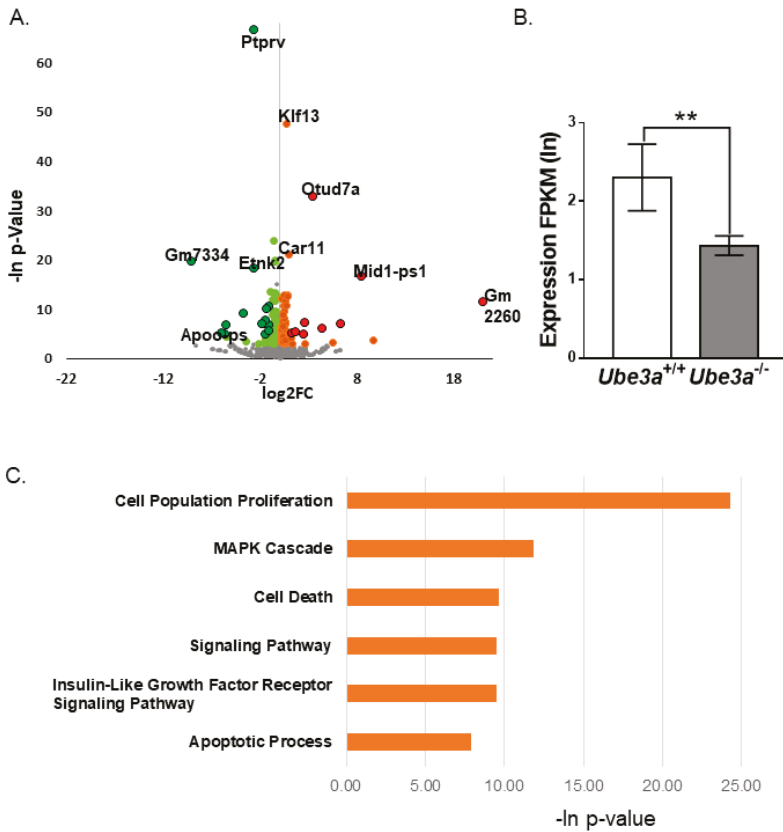 A.
Ptprv
Klf13
Otud7a
Car11
Gm7334
Etnk2
Mid1-ps1
Gm
2260
Apoo-ps
-ln p-Value
60
50
40
30
20
10
0
-22 -12 -2 8 18
log2FC
B.
**
Expression FPKM (ln)
3
2
1
0
Ube3a+/+ Ube3a-/-
C.
Cell Population Proliferation
MAPK Cascade
Cell Death
Signaling Pathway
Insulin-Like Growth Factor Receptor
Signaling Pathway
Apoptotic Process
0.00 5.00 10.00 15.00 20.00 25.00
-ln p-value